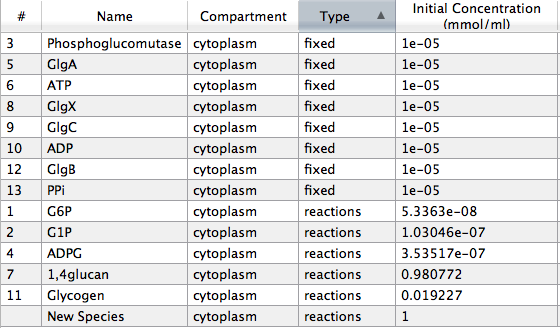 # Name Compartment Type Initial Concentration
(mmol/ml)
3 Phosphoglucomutase cytoplasm fixed 1e-05
5 GlgA cytoplasm fixed 1e-05
6 ATP cytoplasm fixed 1e-05
8 GlgX cytoplasm fixed 1e-05
9 GlgC cytoplasm fixed 1e-05
10 ADP cytoplasm fixed 1e-05
12 GlgB cytoplasm fixed 1e-05
13 PPi cytoplasm fixed 1e-05
1 G6P cytoplasm reactions 5.3363e-08
2 G1P cytoplasm reactions 1.03046e-07
4 ADPG cytoplasm reactions 3.53517e-07
7 1,4glucan cytoplasm reactions 0.980772
11 Glycogen cytoplasm reactions 0.019227
New Species cytoplasm reactions 1